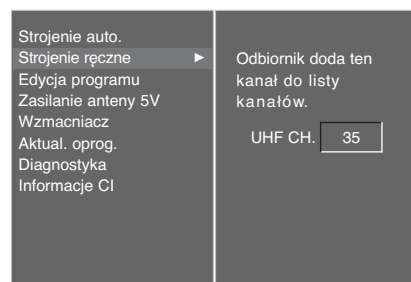 Strojenie auto.
Strojenie ręczne
Edycja programu
Zasilanie anteny 5V
Wzmacniacz
Aktual. oprog.
Diagnostyka
Informacje CI
Odbiornik doda ten
kanał do listy
kanałów.
UHF CH. 35